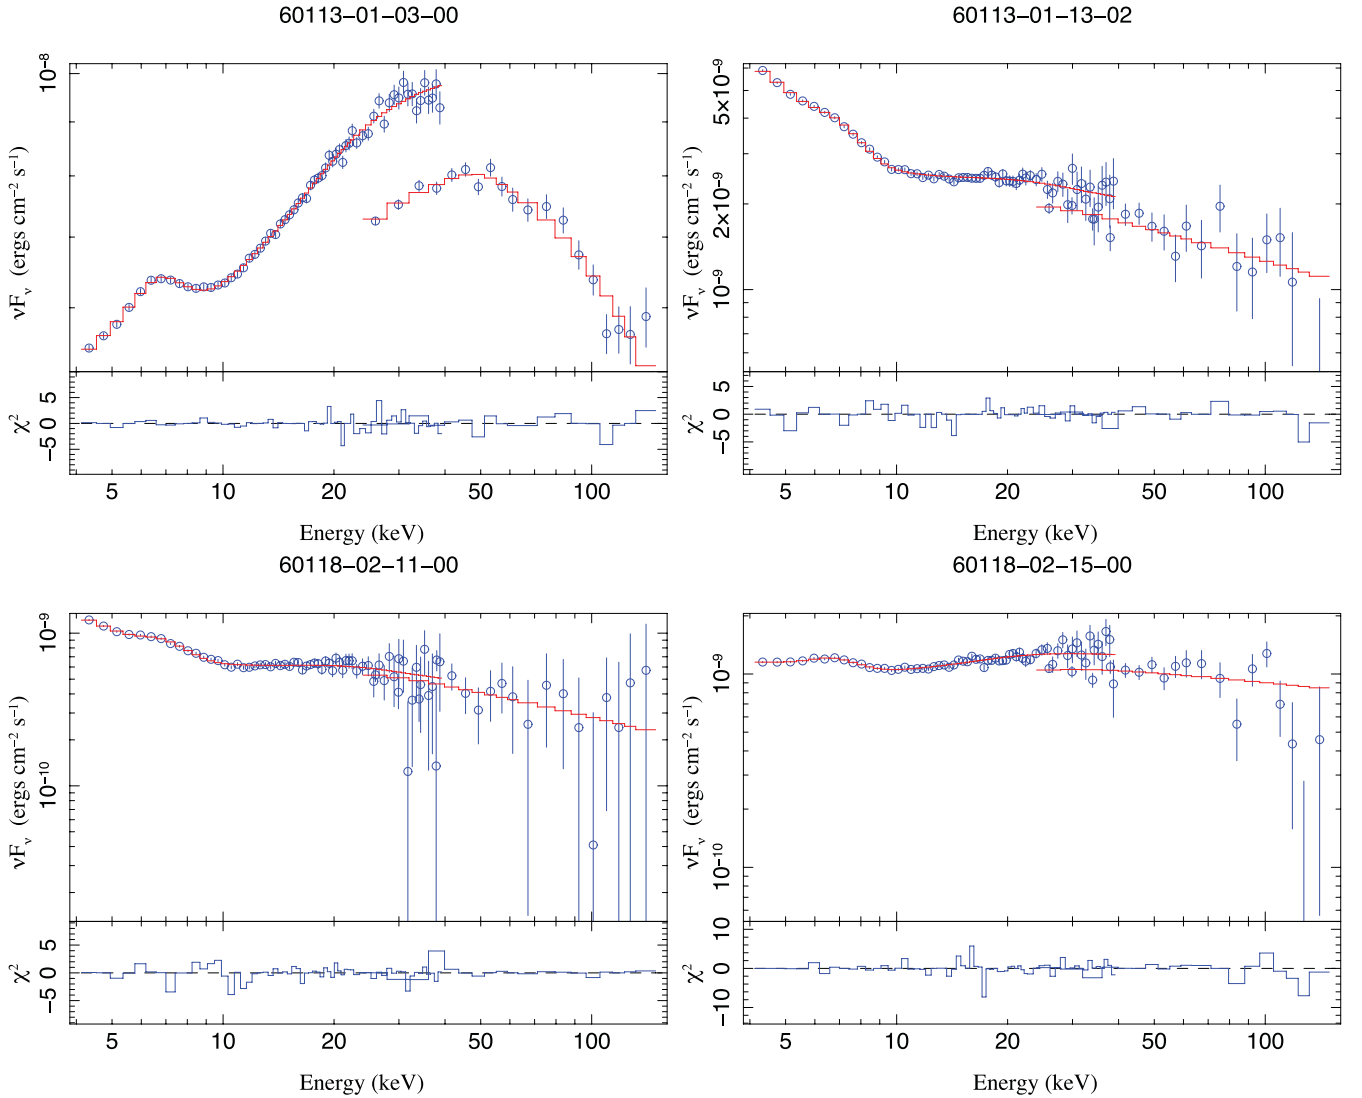 60113−01−03−00
10⁻⁸
νFᵥ (ergs cm⁻² s⁻¹)
5
0
−5
χ²
5 10 20 50 100
Energy (keV)
60113−01−13−02
5×10⁻⁹
2×10⁻⁹
10⁻⁹
νFᵥ (ergs cm⁻² s⁻¹)
5
0
−5
χ²
5 10 20 50 100
Energy (keV)
60118−02−11−00
10⁻⁹
10⁻¹⁰
νFᵥ (ergs cm⁻² s⁻¹)
5
0
−5
χ²
5 10 20 50 100
Energy (keV)
60118−02−15−00
10⁻⁹
10⁻¹⁰
νFᵥ (ergs cm⁻² s⁻¹)
10
0
−10
χ²
5 10 20 50 100
Energy (keV)